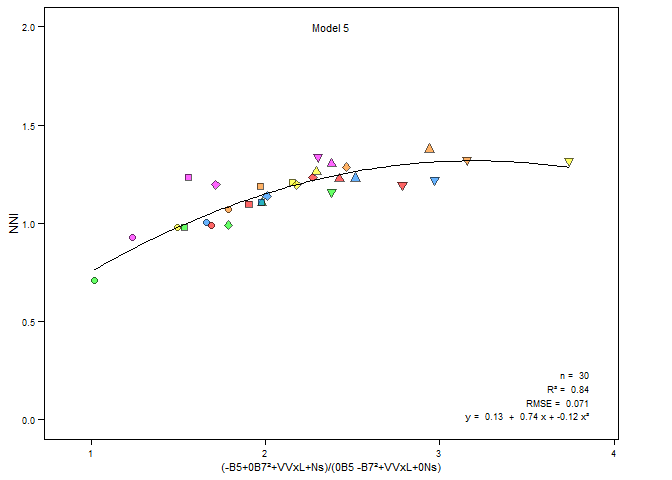 Model 5
2.0
1.5
1.0
0.5
0.0
NNI
n = 30
R² = 0.84
RMSE = 0.071
y = 0.13 + 0.74 x + -0.12 x²
1 2 3 4
(-B5+0B7²+VVxL+Ns)/(0B5 -B7²+VVxL+0Ns)